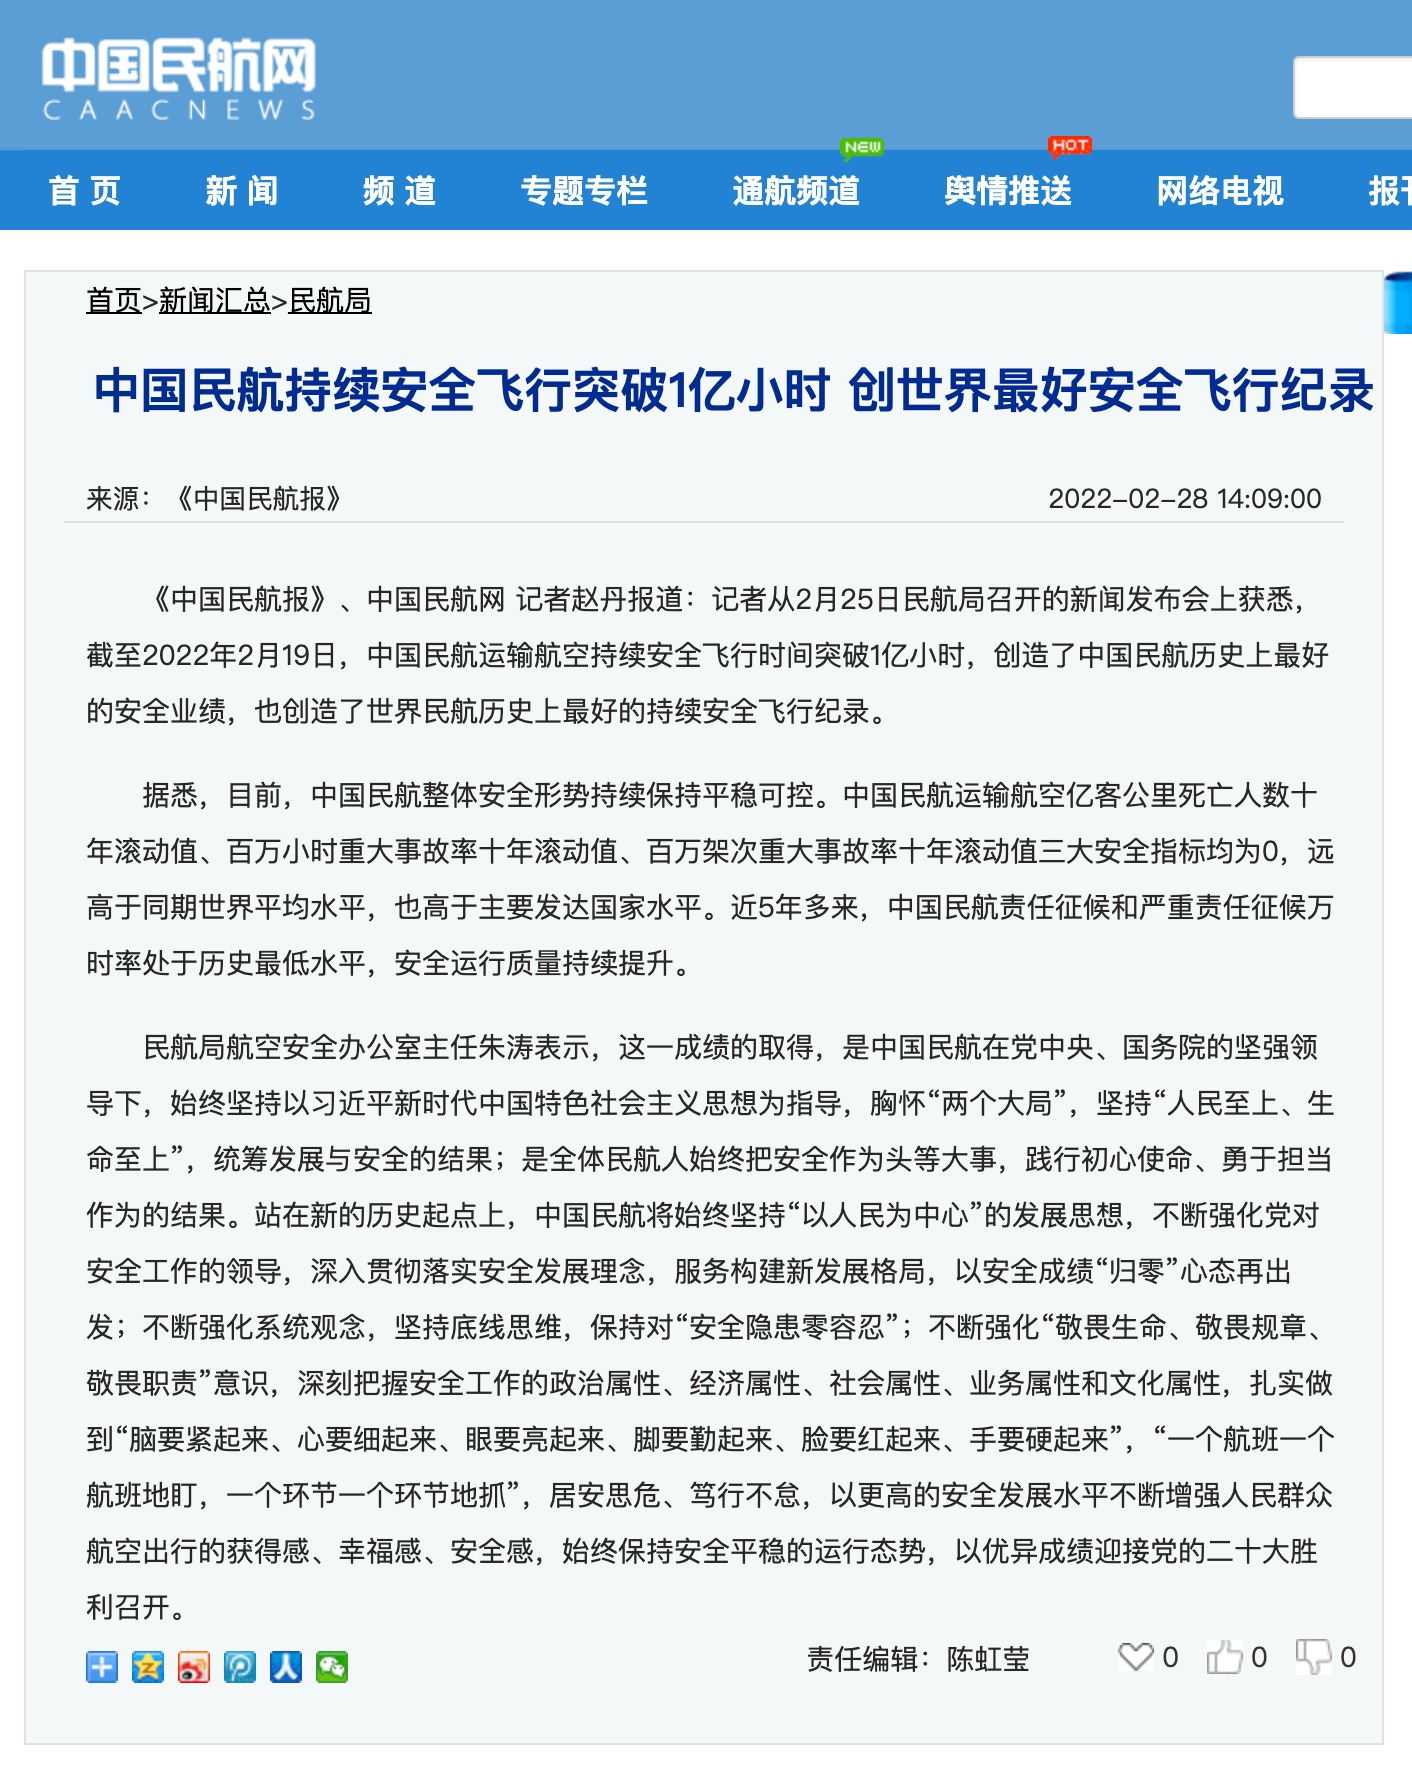 中国民航网
CAACNEWS
NEW
HOT
首 页 新 闻 频 道 专题专栏 通航频道 舆情推送 网络电视 报
首页>新闻汇总>民航局
中国民航持续安全飞行突破1亿小时 创世界最好安全飞行纪录
来源：《中国民航报》 2022-02-28 14:09:00
《中国民航报》、中国民航网 记者赵丹报道：记者从2月25日民航局召开的新闻发布会上获悉，
截至2022年2月19日，中国民航运输航空持续安全飞行时间突破1亿小时，创造了中国民航历史上最好
的安全业绩，也创造了世界民航历史上最好的持续安全飞行纪录。
据悉，目前，中国民航整体安全形势持续保持平稳可控。中国民航运输航空亿客公里死亡人数十
年滚动值、百万小时重大事故率十年滚动值、百万架次重大事故率十年滚动值三大安全指标均为0，远
高于同期世界平均水平，也高于主要发达国家水平。近5年多来，中国民航责任征候和严重责任征候万
时率处于历史最低水平，安全运行质量持续提升。
民航局航空安全办公室主任朱涛表示，这一成绩的取得，是中国民航在党中央、国务院的坚强领
导下，始终坚持以习近平新时代中国特色社会主义思想为指导，胸怀“两个大局”，坚持“人民至上、生
命至上”，统筹发展与安全的结果；是全体民航人始终把安全作为头等大事，践行初心使命、勇于担当
作为的结果。站在新的历史起点上，中国民航将始终坚持“以人民为中心”的发展思想，不断强化党对
安全工作的领导，深入贯彻落实安全发展理念，服务构建新发展格局，以安全成绩“归零”心态再出
发；不断强化系统观念，坚持底线思维，保持对“安全隐患零容忍”；不断强化“敬畏生命、敬畏规章、
敬畏职责”意识，深刻把握安全工作的政治属性、经济属性、社会属性、业务属性和文化属性，扎实做
到“脑要紧起来、心要细起来、眼要亮起来、脚要勤起来、脸要红起来、手要硬起来”，“一个航班一个
航班地盯，一个环节一个环节地抓”，居安思危、笃行不怠，以更高的安全发展水平不断增强人民群众
航空出行的获得感、幸福感、安全感，始终保持安全平稳的运行态势，以优异成绩迎接党的二十大胜
利召开。
责任编辑：陈虹莹 0 0 0